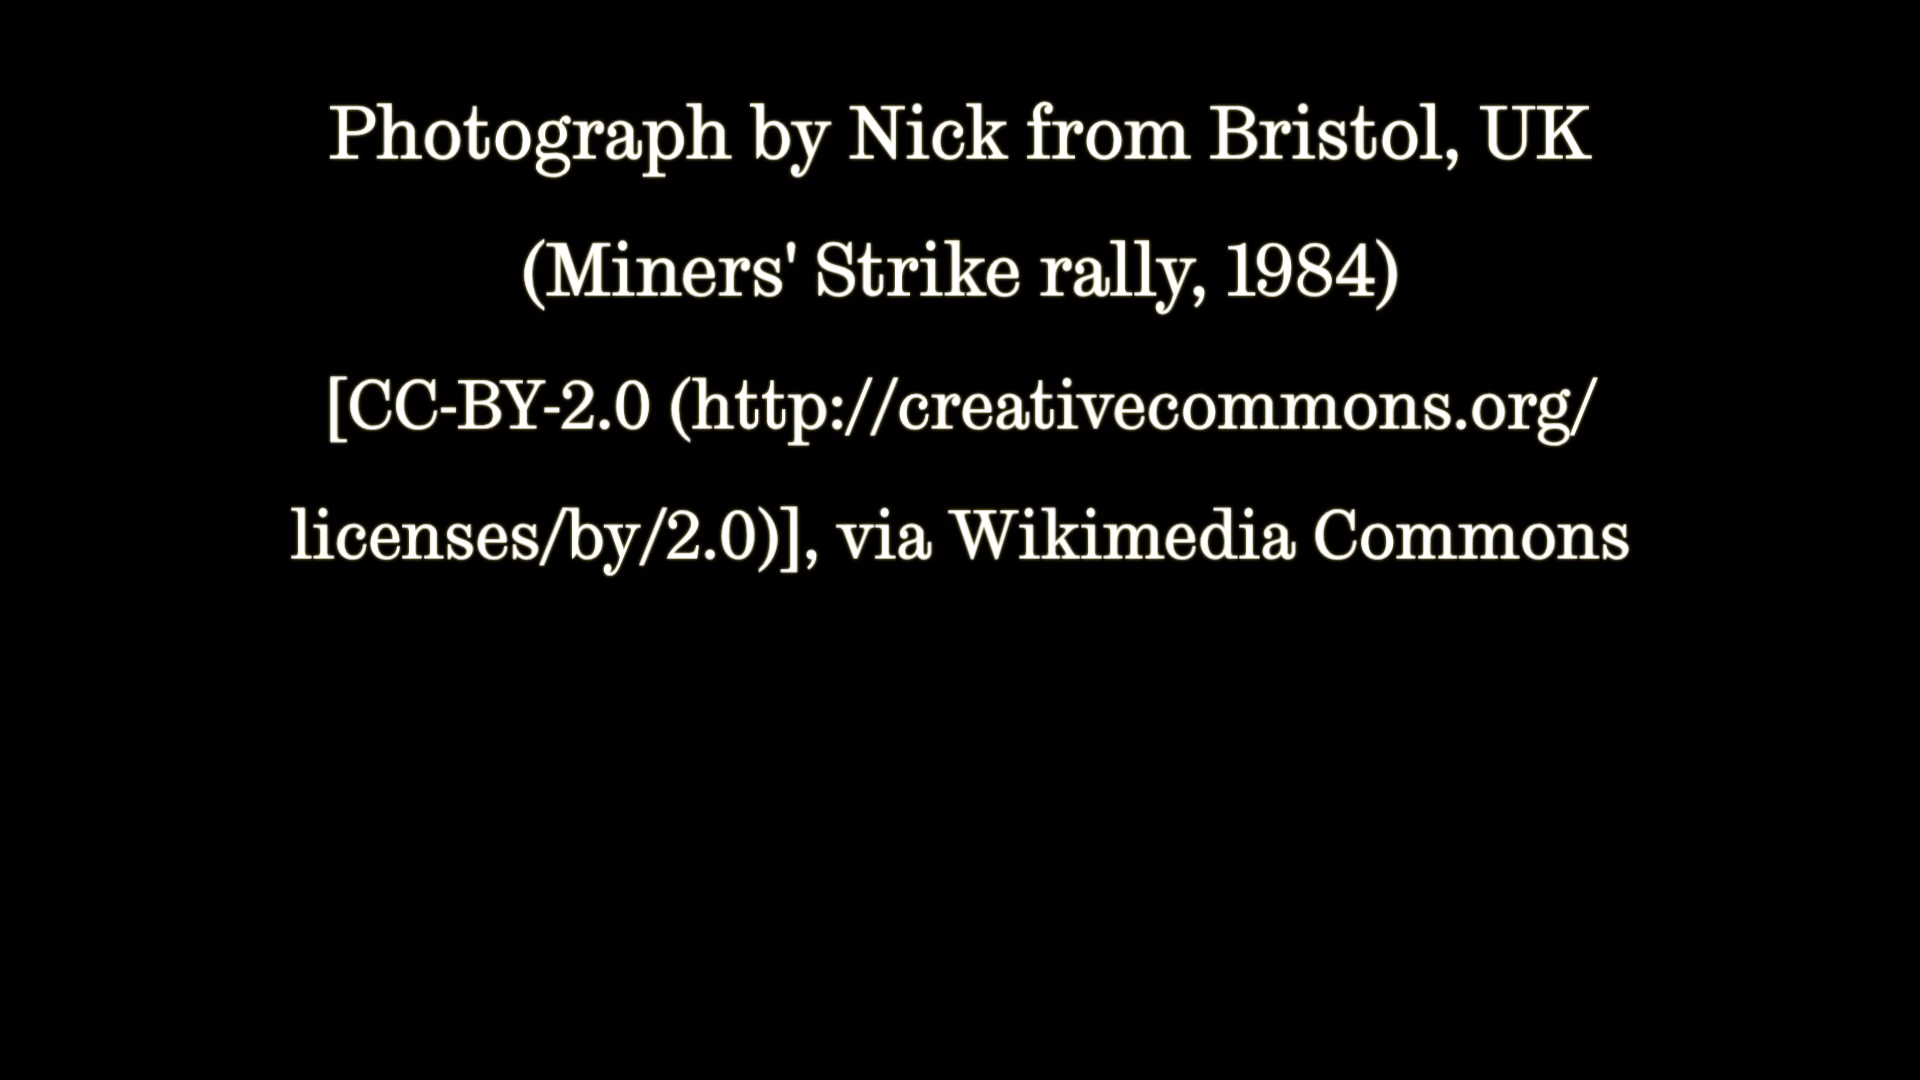 Photograph by Nick from Bristol, UK
(Miners' Strike rally, 1984)
[CC-BY-2.0 (http://creativecommons.org/
licenses/by/2.0)], via Wikimedia Commons